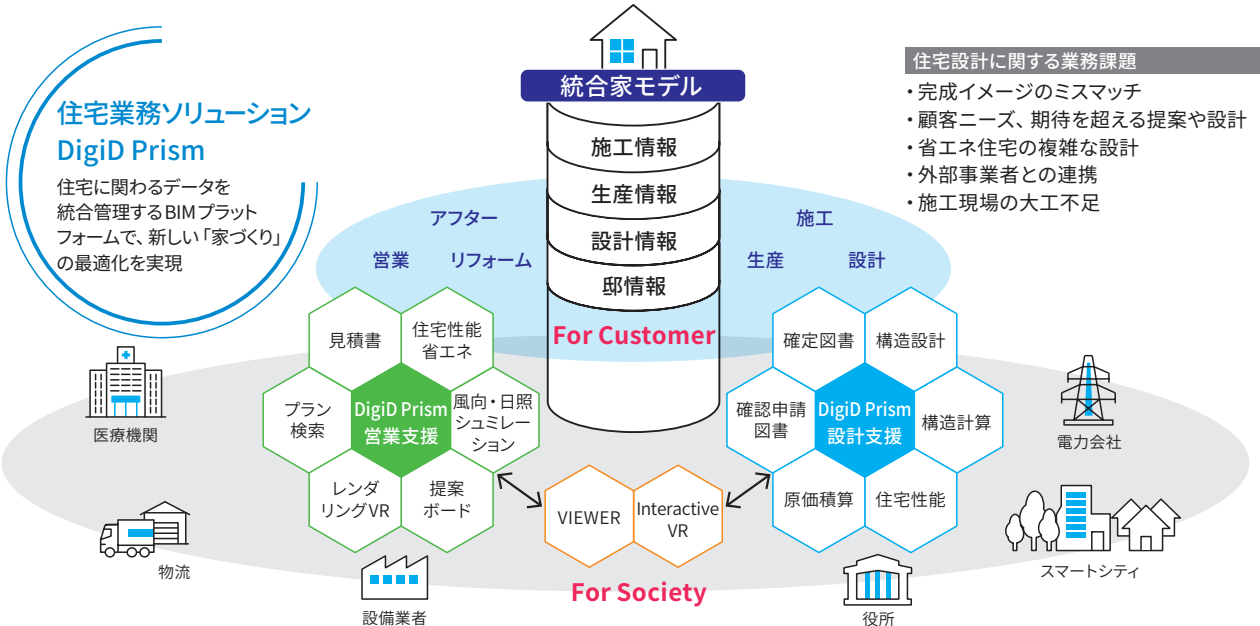 住宅業務ソリューション
DigiD Prism
住宅に関わるデータを
統合管理するBIMプラット
フォームで、新しい「家づくり」
の最適化を実現
統合家モデル
施工情報
生産情報
設計情報
邸情報
For Customer
住宅設計に関する業務課題
・完成イメージのミスマッチ
・顧客ニーズ、期待を超える提案や設計
・省エネ住宅の複雑な設計
・外部事業者との連携
・施工現場の大工不足
アフター
営業
リフォーム
施工
生産
設計
見積書
住宅性能
省エネ
プラン
検索
DigiD Prism
営業支援
風向・日照
シュミレー
ション
レンダ
リングVR
提案
ボード
確定図書
構造設計
確認申請
図書
DigiD Prism
設計支援
構造計算
原価積算
住宅性能
VIEWER
Interactive
VR
For Society
医療機関
物流
設備業者
役所
スマートシティ
電力会社